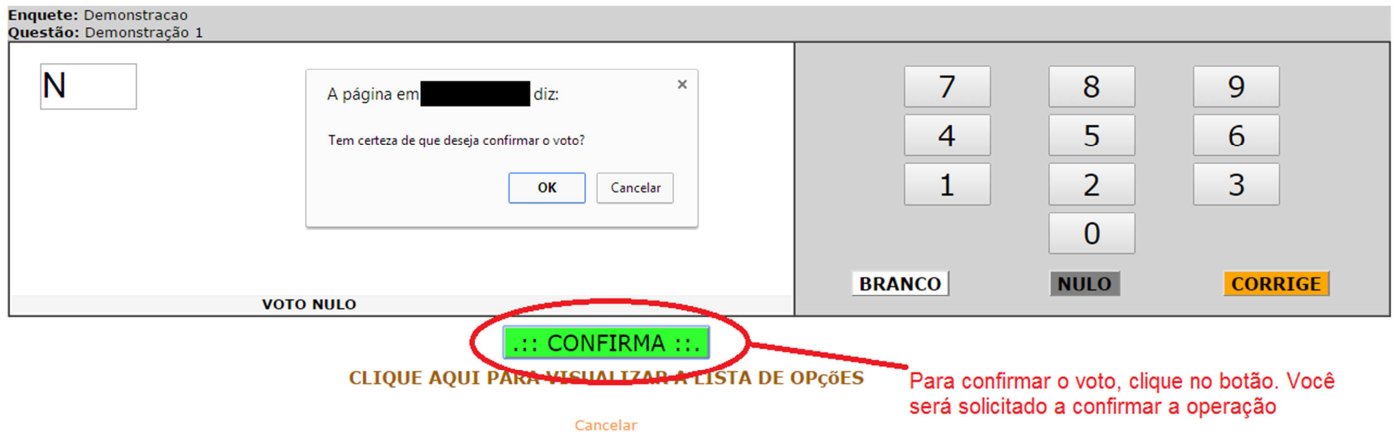 Enquete: Demonstracao
Questão: Demonstração 1
N
A página em diz:
×
Tem certeza de que deseja confirmar o voto?
OK Cancelar
VOTO NULO
7 8 9
4 5 6
1 2 3
0
BRANCO NULO CORRIGE
.:: CONFIRMA ::.
CLIQUE AQUI PARA VISUALIZAR A LISTA DE OPçõES
Para confirmar o voto, clique no botão. Você
será solicitado a confirmar a operação
Cancelar